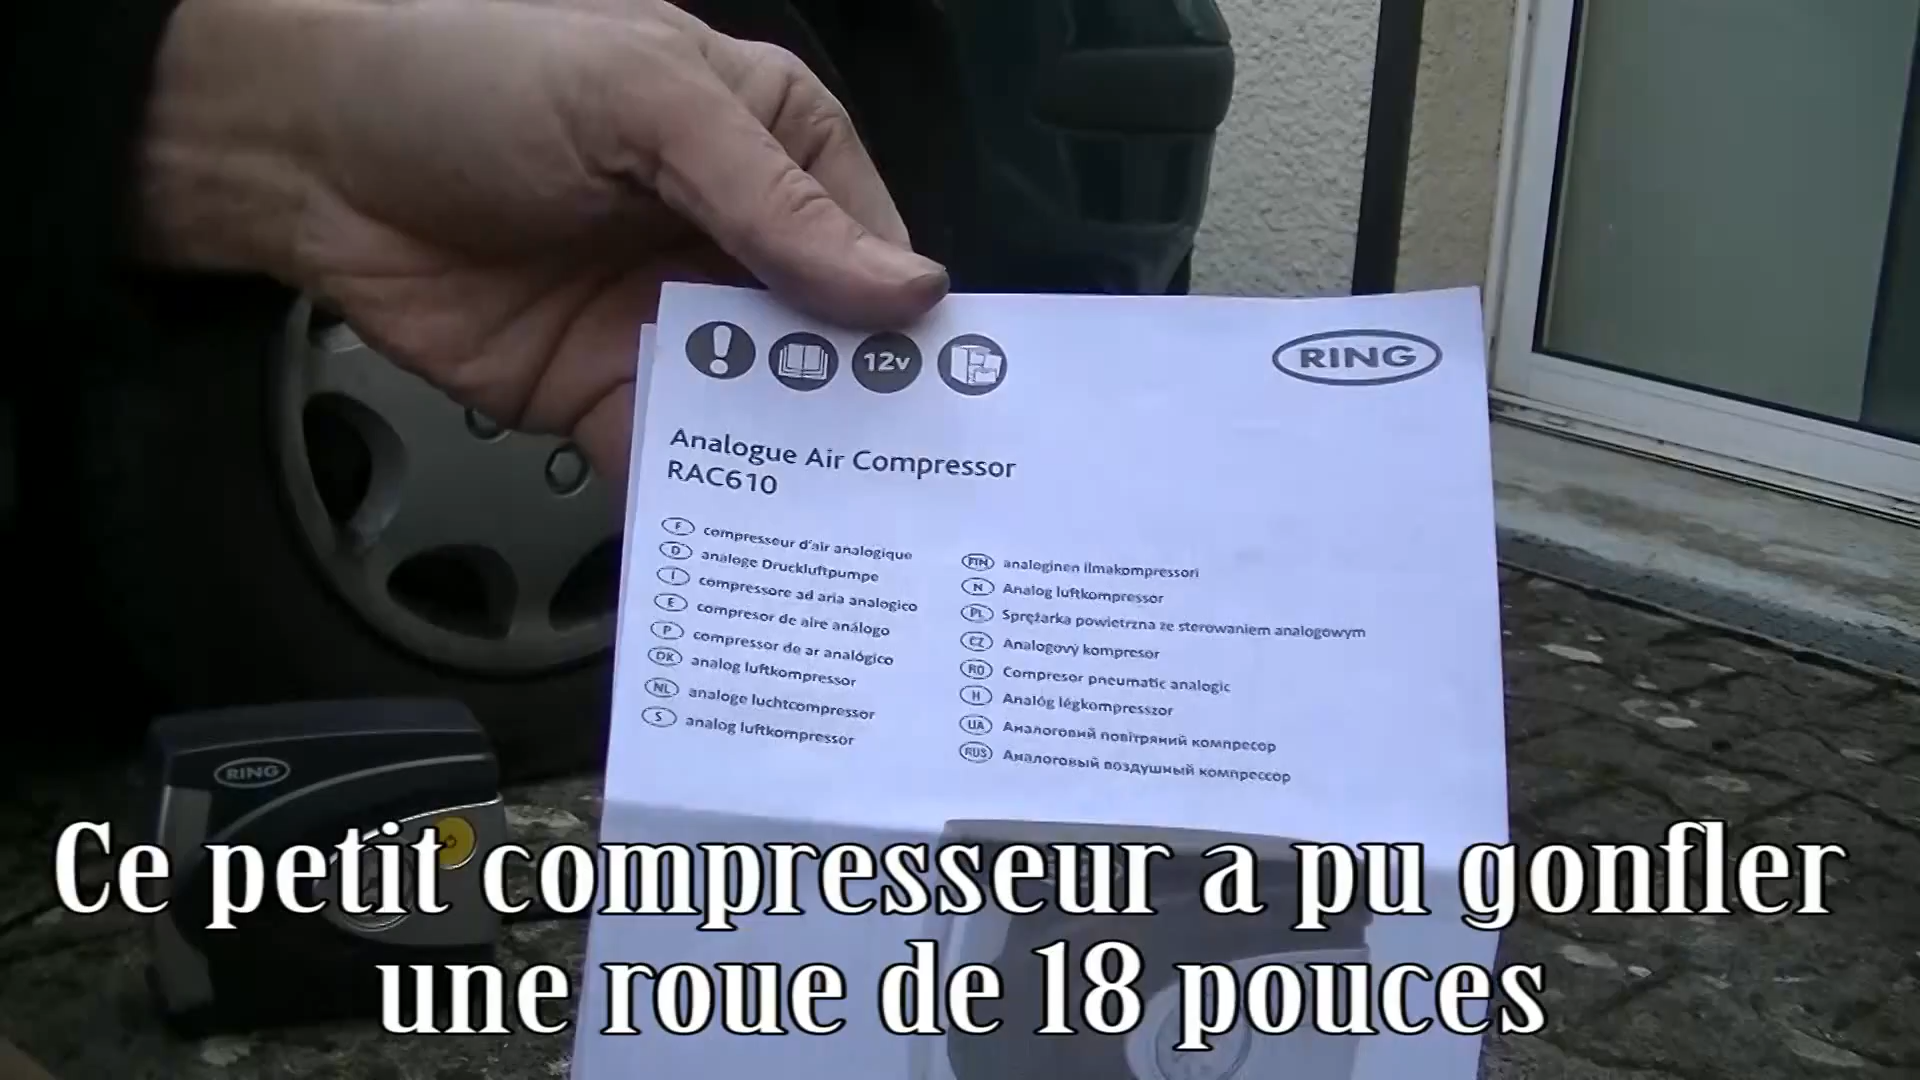 12v
RING
Analogue Air Compressor
RAC610
F compresseur d'air analogique
D analoge Druckluftpumpe
I compressore ad aria analogico
E compresor de aire análogo
P compressor de ar analógico
DK analog luftkompressor
NL analoge luchtcompressor
S analog luftkompressor
FIN analoginen ilmakompressori
N Analog luftkompressor
PL Sprężarka powietrzna ze sterowaniem analogowym
CZ Analogový kompresor
RO Compresor pneumatic analogic
H Analóg légkompresszor
UA Аналоговий повітряний компресор
RUS Аналоговый воздушный компрессор
RING
Ce petit compresseur a pu gonfler
une roue de 18 pouces